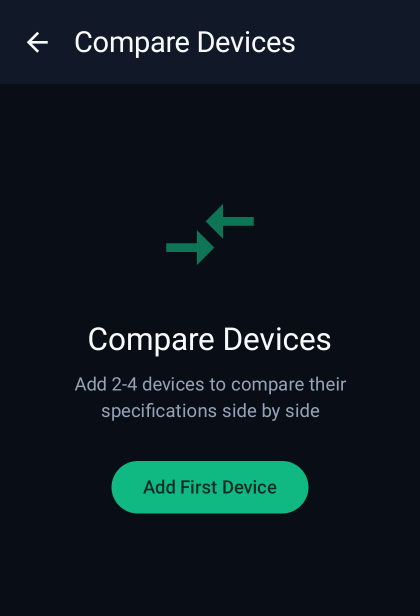 Compare Devices
Compare Devices
Add 2-4 devices to compare their
specifications side by side
Add First Device